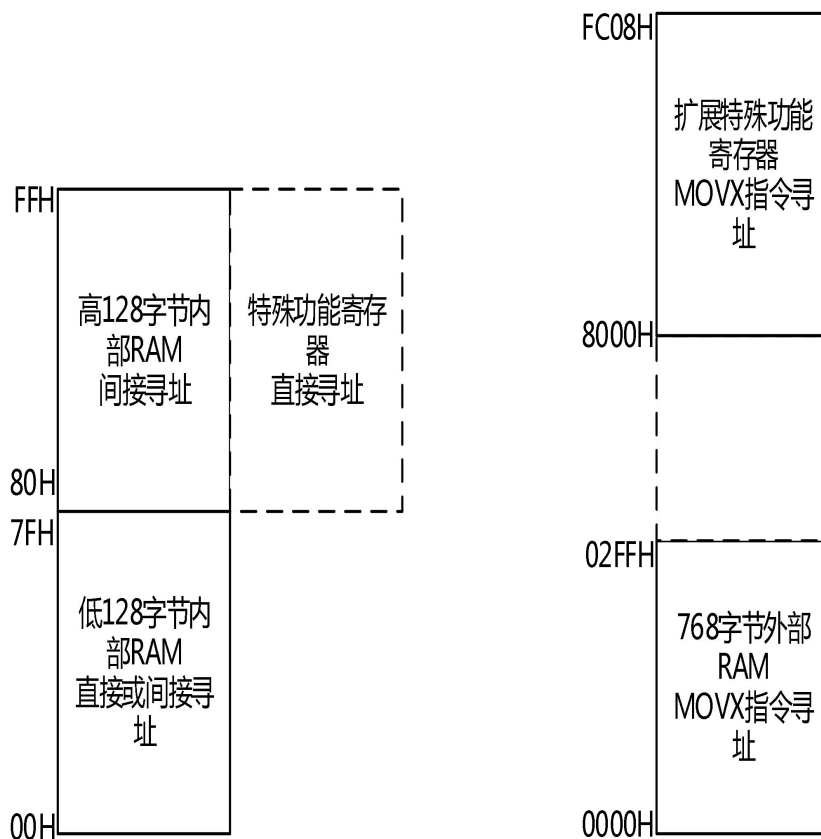 FFH
高128字节内
部RAM
间接寻址
特殊功能寄存
器
直接寻址
80H
7FH
低128字节内
部RAM
直接或间接寻
址
00H
FC08H
扩展特殊功能
寄存器
MOVX指令寻
址
8000H
02FFH
768字节外部
RAM
MOVX指令寻
址
0000H